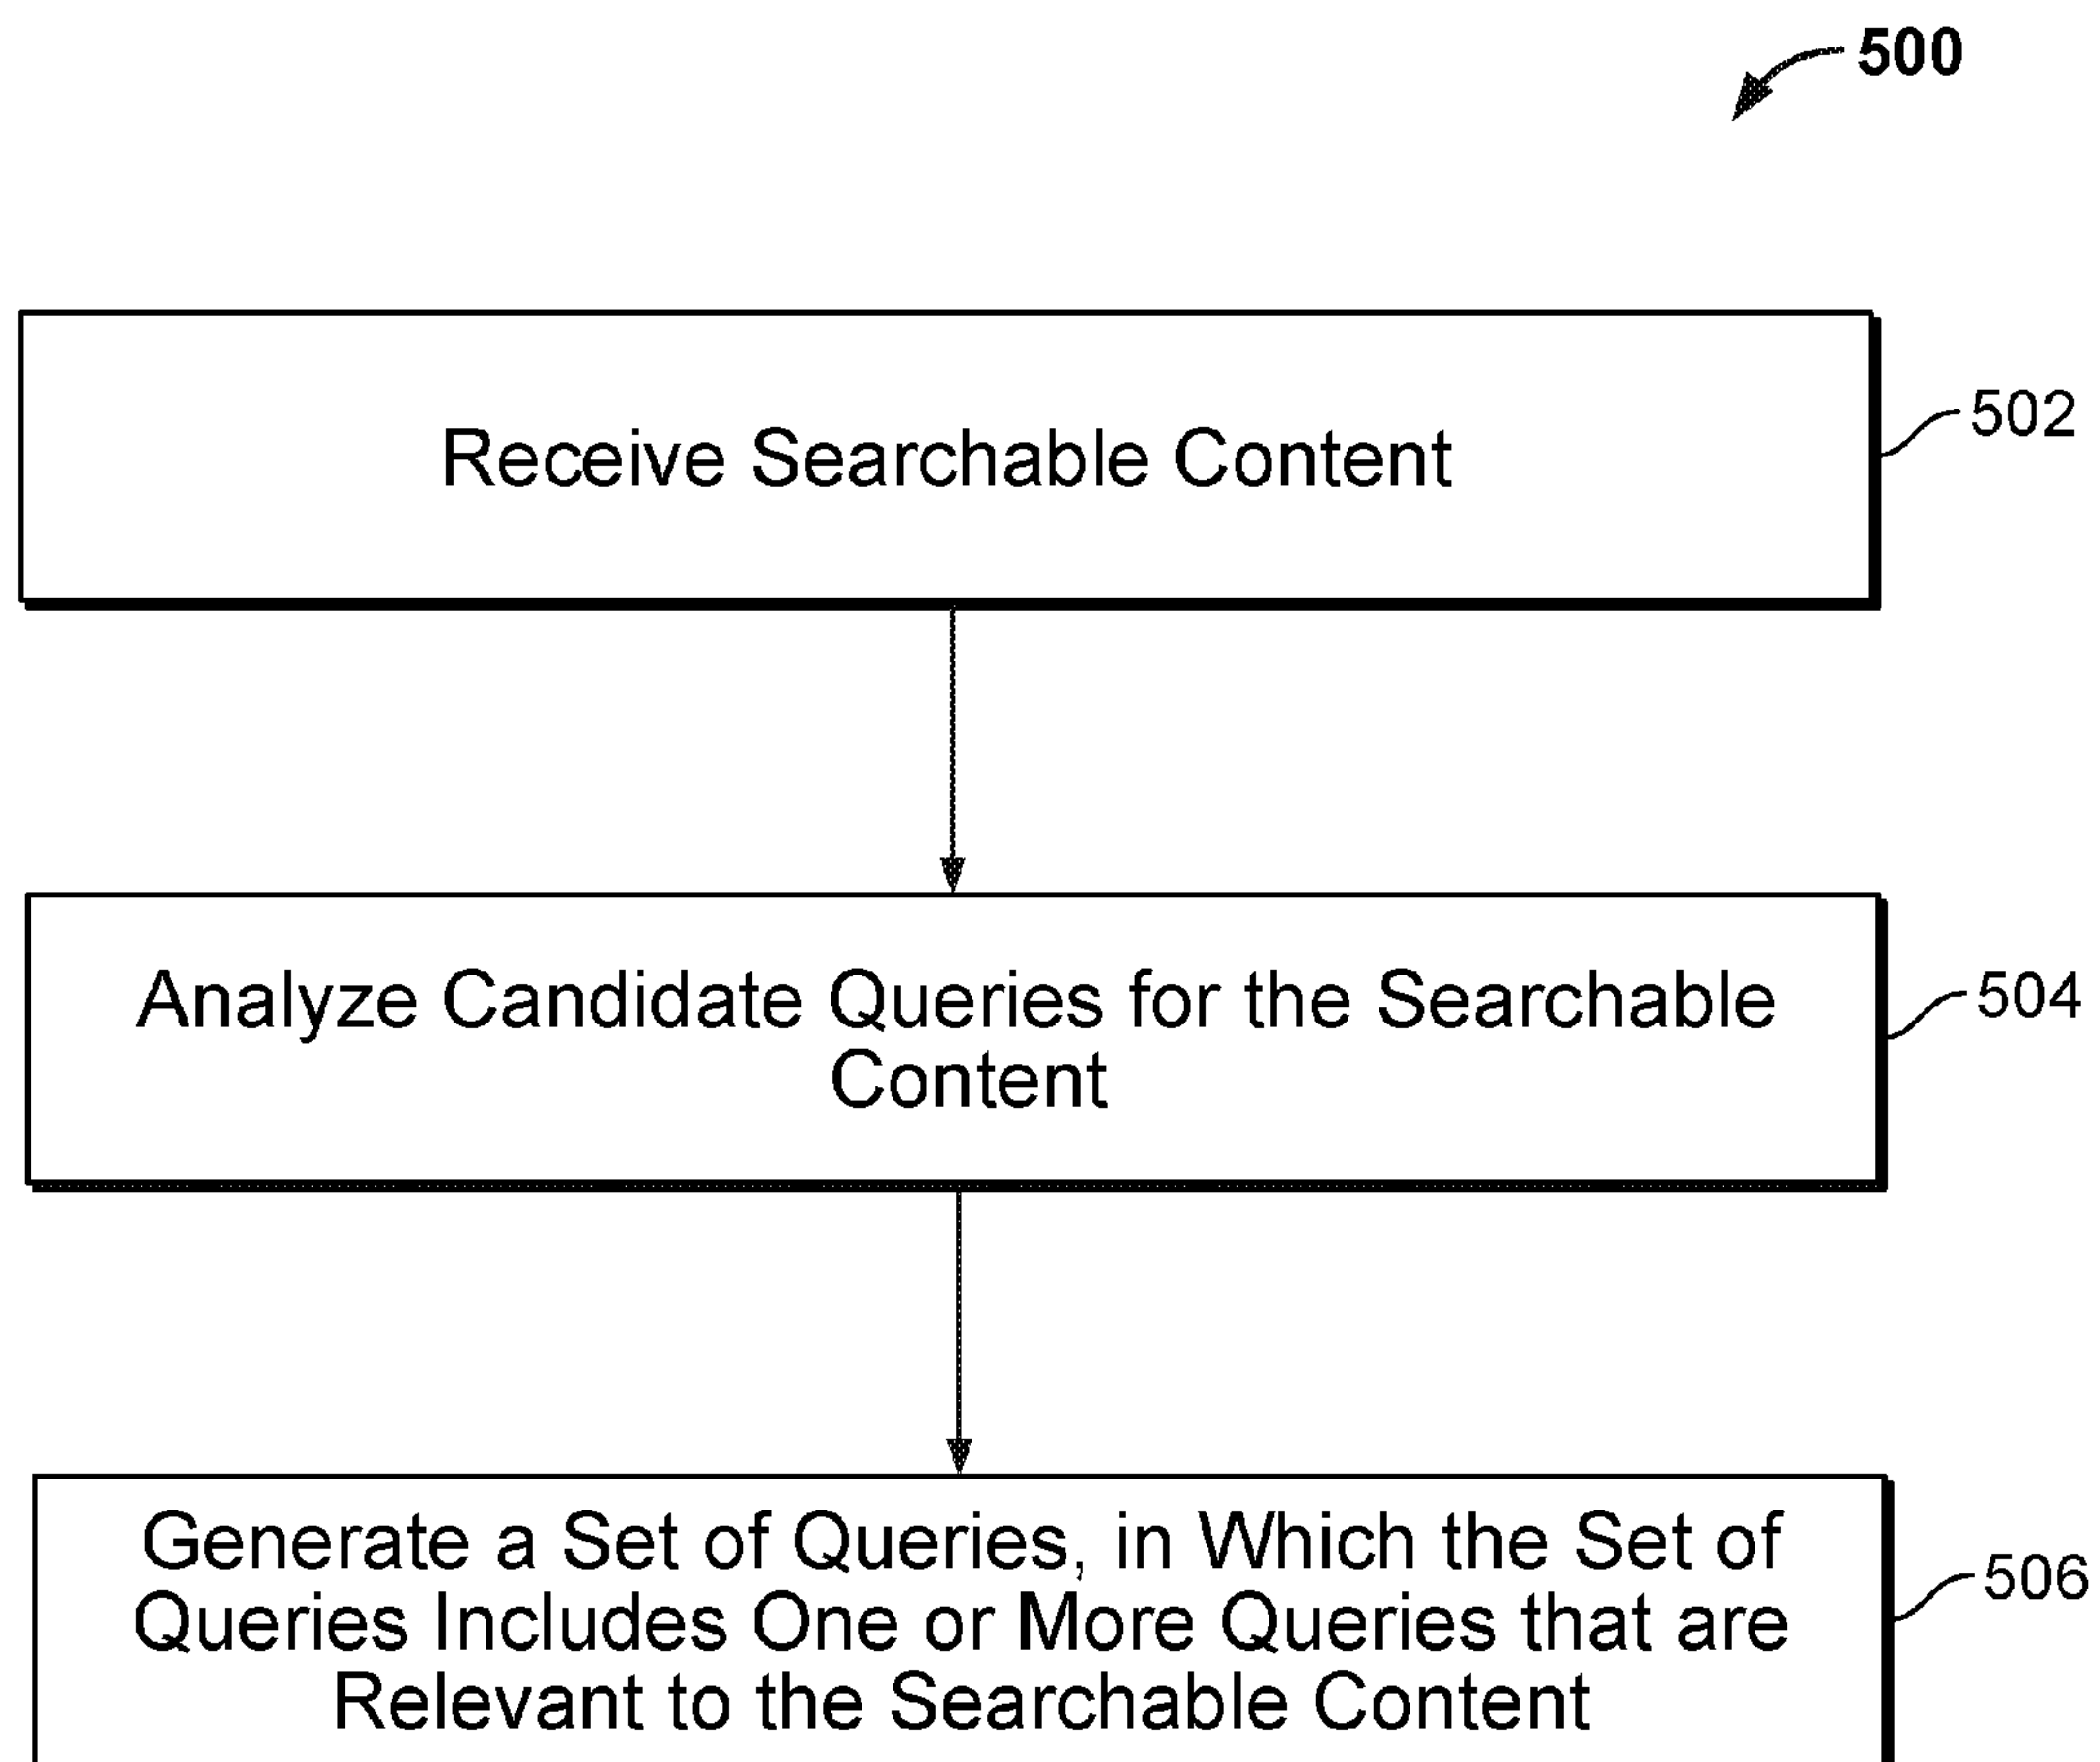 500
Receive Searchable Content
502
Analyze Candidate Queries for the Searchable
Content
504
Generate a Set of Queries, in Which the Set of
Queries Includes One or More Queries that are
Relevant to the Searchable Content
506